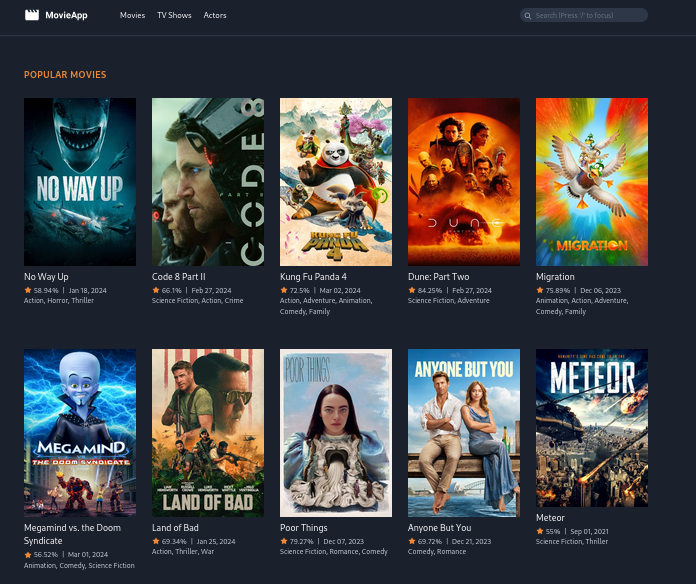 MovieApp
Movies TV Shows Actors
Search (Press '/' to focus)
POPULAR MOVIES
NO WAY UP
CODE 8
PART
KUNG FU PANDA 4
DUNE
MIGRATION
No Way Up
Code 8 Part II
Kung Fu Panda 4
Dune: Part Two
Migration
58.94% | Jan 18, 2024
66.1% | Feb 27, 2024
72.5% | Mar 02, 2024
84.25% | Feb 27, 2024
75.89% | Dec 06, 2023
Action, Horror, Thriller
Science Fiction, Action, Crime
Action, Adventure, Animation,
Comedy, Family
Science Fiction, Adventure
Animation, Action, Adventure,
Comedy, Family
MEGAMIND
THE DOOM SYNDICATE
LAND OF BAD
POOR THINGS
ANYONE BUT YOU
METEOR
Megamind vs. the Doom
Syndicate
Land of Bad
Poor Things
Anyone But You
Meteor
56.52% | Mar 01, 2024
69.34% | Jan 25, 2024
79.27% | Dec 07, 2023
69.72% | Dec 21, 2023
55% | Sep 01, 2021
Animation, Comedy, Science Fiction
Action, Thriller, War
Science Fiction, Romance, Comedy
Comedy, Romance
Science Fiction, Thriller